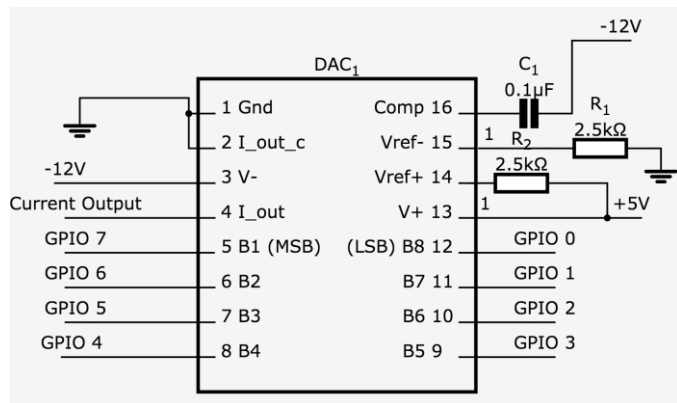 -12V
DAC₁
C₁
0.1µF
R₁
1 Gnd
Comp 16
2.5kΩ
2 I_out_c
Vref- 15
1
R₂
-12V
2.5kΩ
3 V-
Vref+ 14
Current Output
4 I_out
V+ 13
1
+5V
GPIO 7
5 B1 (MSB)
(LSB) B8 12
GPIO 0
GPIO 6
6 B2
B7 11
GPIO 1
GPIO 5
7 B3
B6 10
GPIO 2
GPIO 4
8 B4
B5 9
GPIO 3